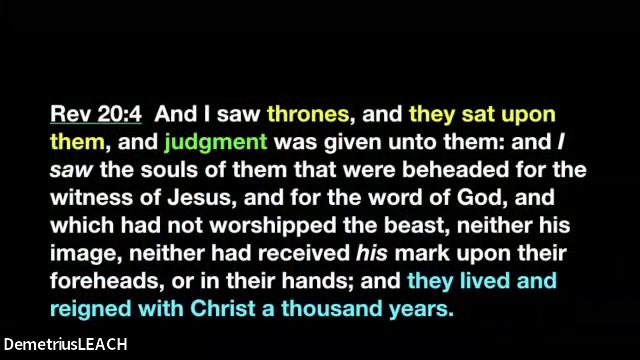 Rev 20:4 And I saw thrones, and they sat upon
them, and judgment was given unto them: and I
saw the souls of them that were beheaded for the
witness of Jesus, and for the word of God, and
which had not worshipped the beast, neither his
image, neither had received his mark upon their
foreheads, or in their hands; and they lived and
reigned with Christ a thousand years.
DemetriusLEACH